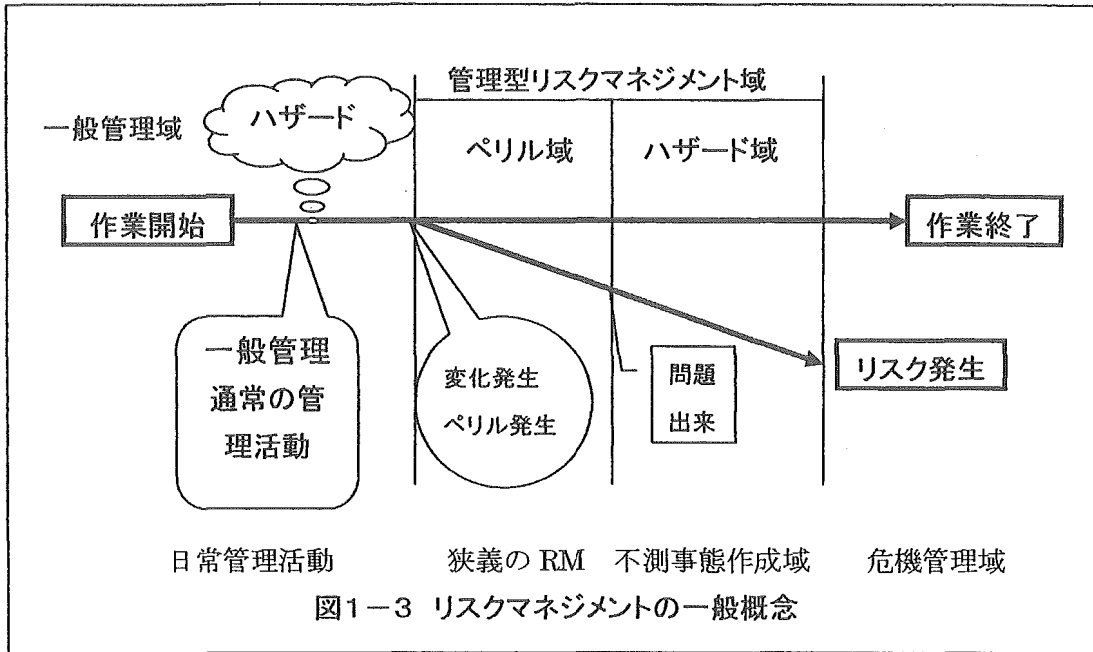 管理型リスクマネジメント域
一般管理域
ハザード
ペリル域
ハザード域
作業開始
作業終了
一般管理
通常の管
理活動
変化発生
ペリル発生
問題
出来
リスク発生
日常管理活動
狭義の RM
不測事態作成域
危機管理域
図1－3 リスクマネジメントの一般概念